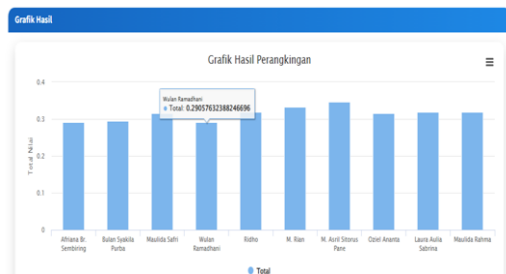 Grafik Hasil
Grafik Hasil Perangkingan
0.4
0.3
0.2
0.1
0
Total Nilai
Wulan Ramadhani
Total: 0.29057632388246696
Afriana Br. Sembiring
Bulan Syakila Purba
Maulida Safri
Wulan Ramadhani
Ridho
M. Rian
M. Asril Sitorus Pane
Oziel Ananta
Laura Aulia Sabrina
Maulida Rahma
Total